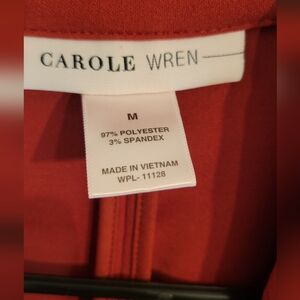 CAROLE WREN
M
97% POLYESTER
3% SPANDEX
MADE IN VIETNAM
WPL- 11128